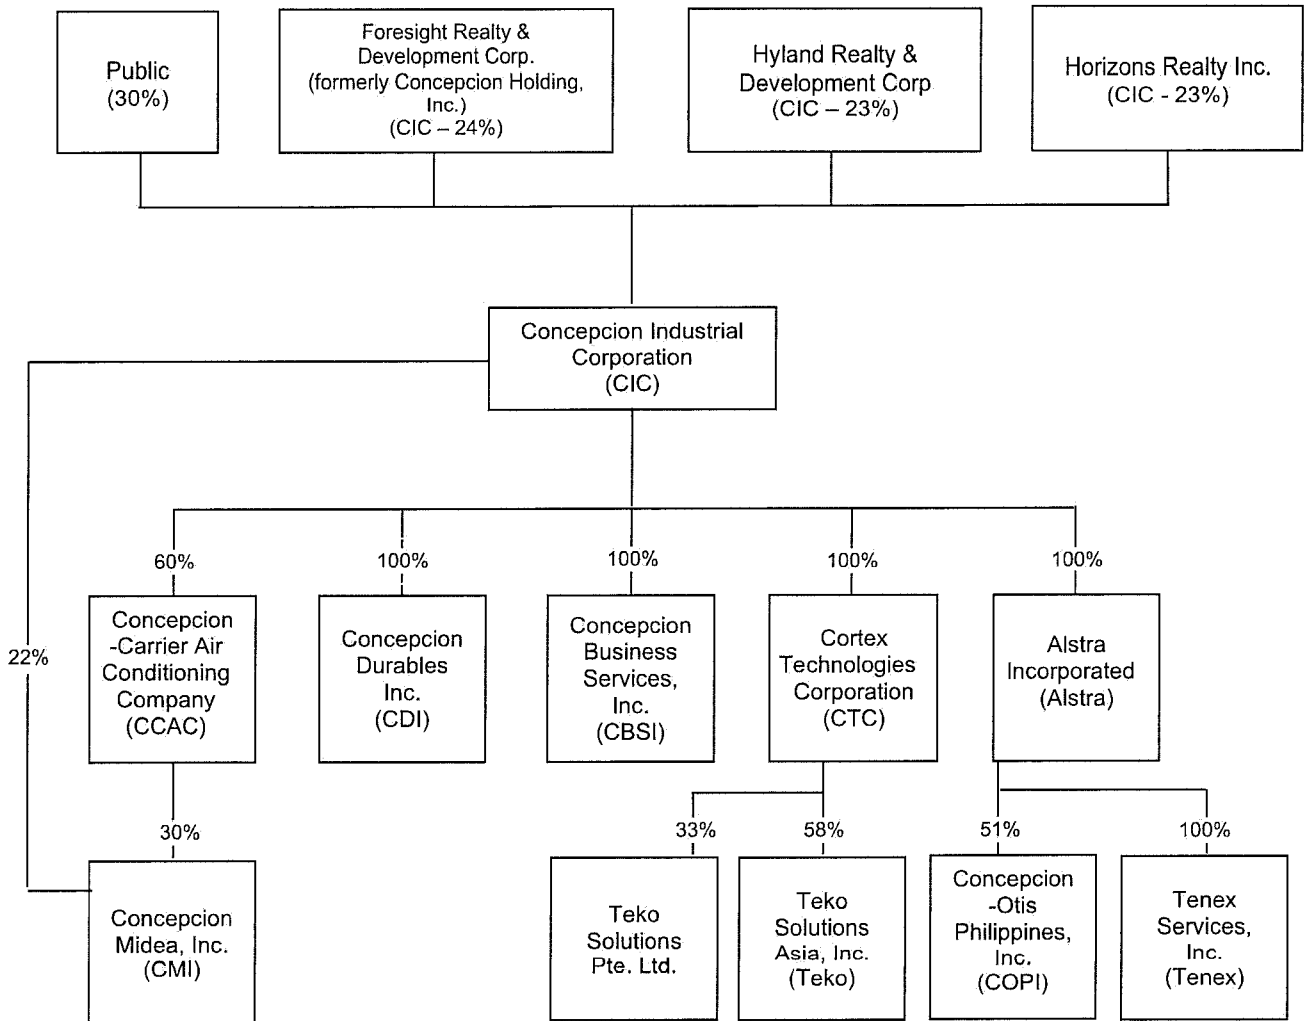 Public
(30%)
Foresight Realty &
Development Corp.
(formerly Concepcion Holding,
Inc.)
(CIC – 24%)
Hyland Realty &
Development Corp
(CIC – 23%)
Horizons Realty Inc.
(CIC - 23%)
Concepcion Industrial
Corporation
(CIC)
22%
60%
100%
100%
100%
100%
Concepcion
-Carrier Air
Conditioning
Company
(CCAC)
Concepcion
Durables
Inc.
(CDI)
Concepcion
Business
Services,
Inc.
(CBSI)
Cortex
Technologies
Corporation
(CTC)
Alstra
Incorporated
(Alstra)
30%
33%
58%
51%
100%
Concepcion
Midea, Inc.
(CMI)
Teko
Solutions
Pte. Ltd.
Teko
Solutions
Asia, Inc.
(Teko)
Concepcion
-Otis
Philippines,
Inc.
(COPI)
Tenex
Services,
Inc.
(Tenex)